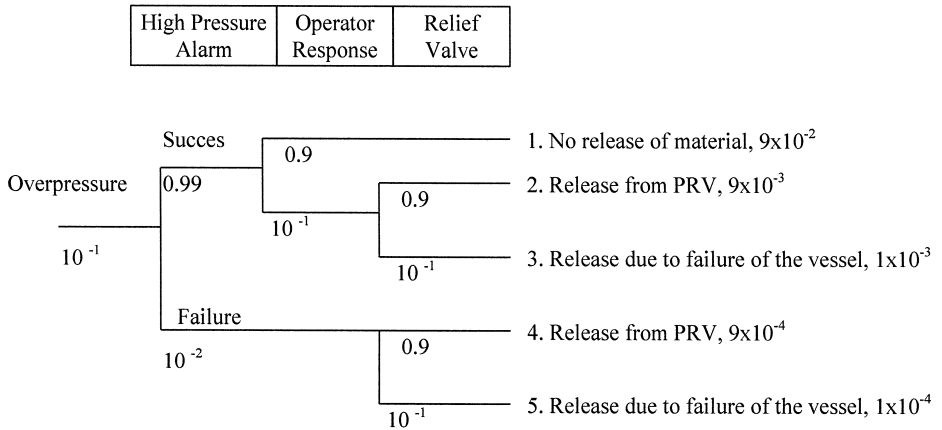 High Pressure Alarm
Operator Response
Relief Valve
Succes
0.9
1. No release of material, 9x10⁻²
Overpressure
0.99
0.9
2. Release from PRV, 9x10⁻³
10⁻¹
10⁻¹
10⁻¹
3. Release due to failure of the vessel, 1x10⁻³
Failure
10⁻²
0.9
4. Release from PRV, 9x10⁻⁴
10⁻¹
5. Release due to failure of the vessel, 1x10⁻⁴